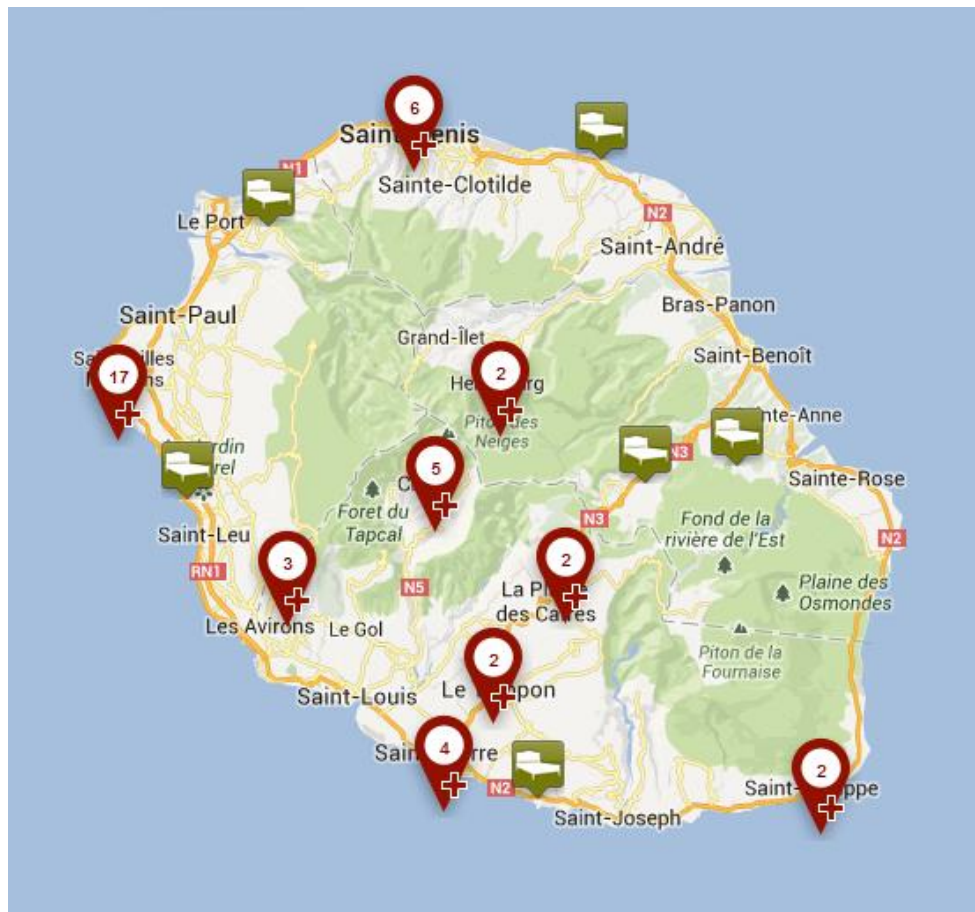 6
N1
Sainte-Clotilde
Le Port
N2
Saint-André
Bras-Panon
Saint-Paul
Grand-Îlet
Saint-Benoît
17
2
Piton des
Neiges
5
N3
Sainte-Rose
Foret du
Tapcal
N3
Fond de la
rivière de l'Est
N2
Saint-Leu
RN1
3
N5
2
des Cafres
Plaine des
Osmondes
Les Avirons
Le Gol
Piton de la
Fournaise
2
Saint-Louis
4
N2
2
Saint-Joseph